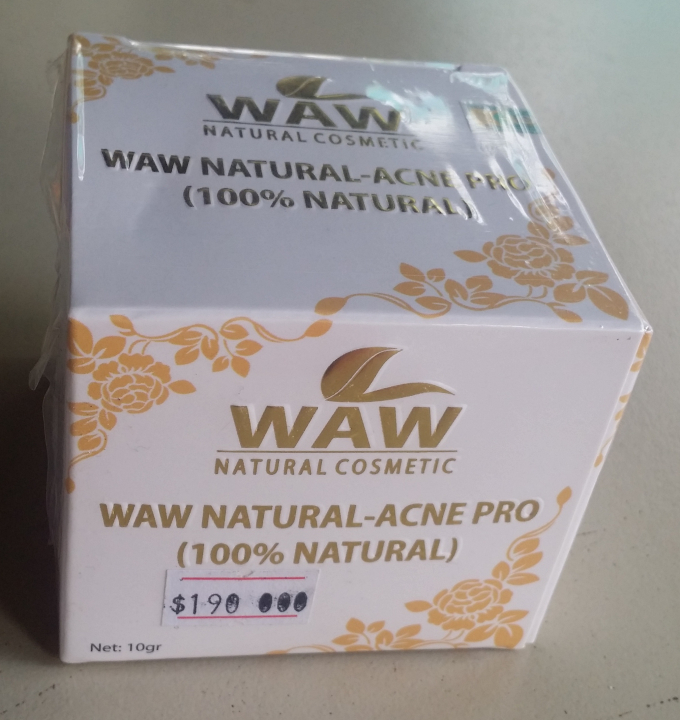 WAW
NATURAL COSMETIC
WAW NATURAL-ACNE PRO
(100% NATURAL)
WAW
NATURAL COSMETIC
WAW NATURAL-ACNE PRO
(100% NATURAL)
$190 000
Net: 10gr